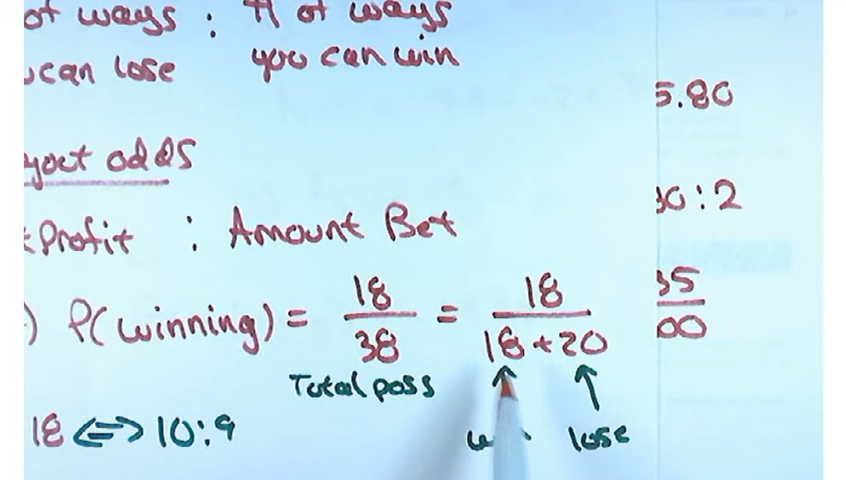 of ways : # of ways
can lose you can win
5.80
odds
0:2
Profit : Amount Bet
35
00
) P(winning) = 18/38 = 18/(18+20)
Total poss
18 ⇔ 10:9
lose